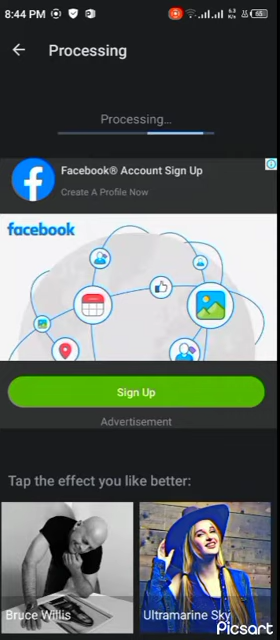 8:44 PM
Processing
Processing...
Facebook® Account Sign Up
Create A Profile Now
facebook
Sign Up
Advertisement
Tap the effect you like better:
Bruce Willis
Ultramarine Sky
Picsart